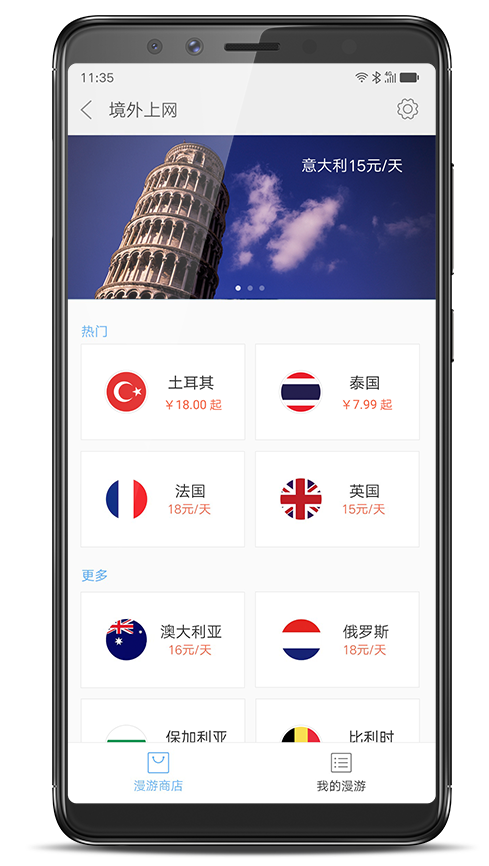 11:35
4G
境外上网
意大利15元/天
热门
土耳其
￥18.00 起
泰国
￥7.99 起
法国
18元/天
英国
15元/天
更多
澳大利亚
16元/天
俄罗斯
18元/天
保加利亚
比利时
漫游商店
我的漫游